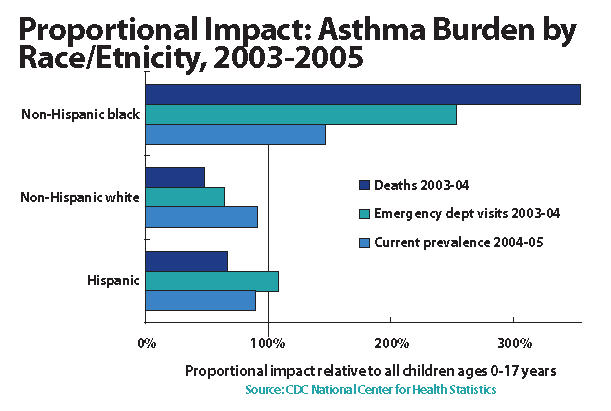 Proportional Impact: Asthma Burden by
Race/Etnicity, 2003-2005
Non-Hispanic black
Non-Hispanic white
Hispanic
Deaths 2003-04
Emergency dept visits 2003-04
Current prevalence 2004-05
0% 100% 200% 300%
Proportional impact relative to all children ages 0-17 years
Source: CDC National Center for Health Statistics